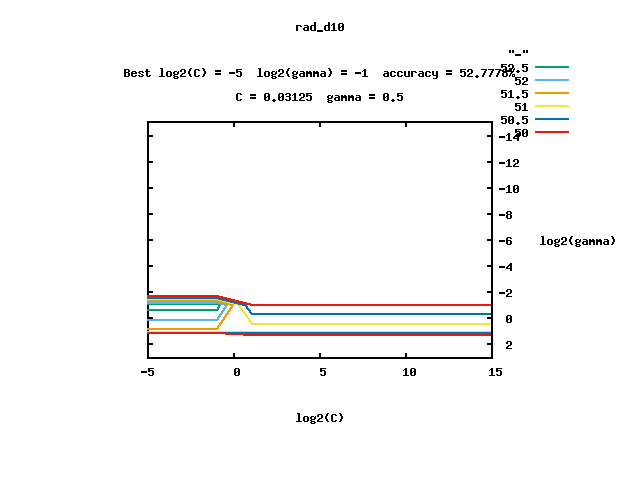 rad_d10
"-"
Best log2(C) = -5  log2(gamma) = -1  accuracy = 52.7778%
52.5
52
C = 0.03125  gamma = 0.5
51.5
51
50.5
50
-14
-12
-10
-8
-6
log2(gamma)
-4
-2
0
2
-5 0 5 10 15
log2(C)